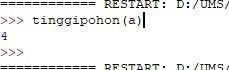 ============ RESTART: D:/UMS/
>>> tinggipohon(a)
4
>>>
============ RESTART: D:/UMS/